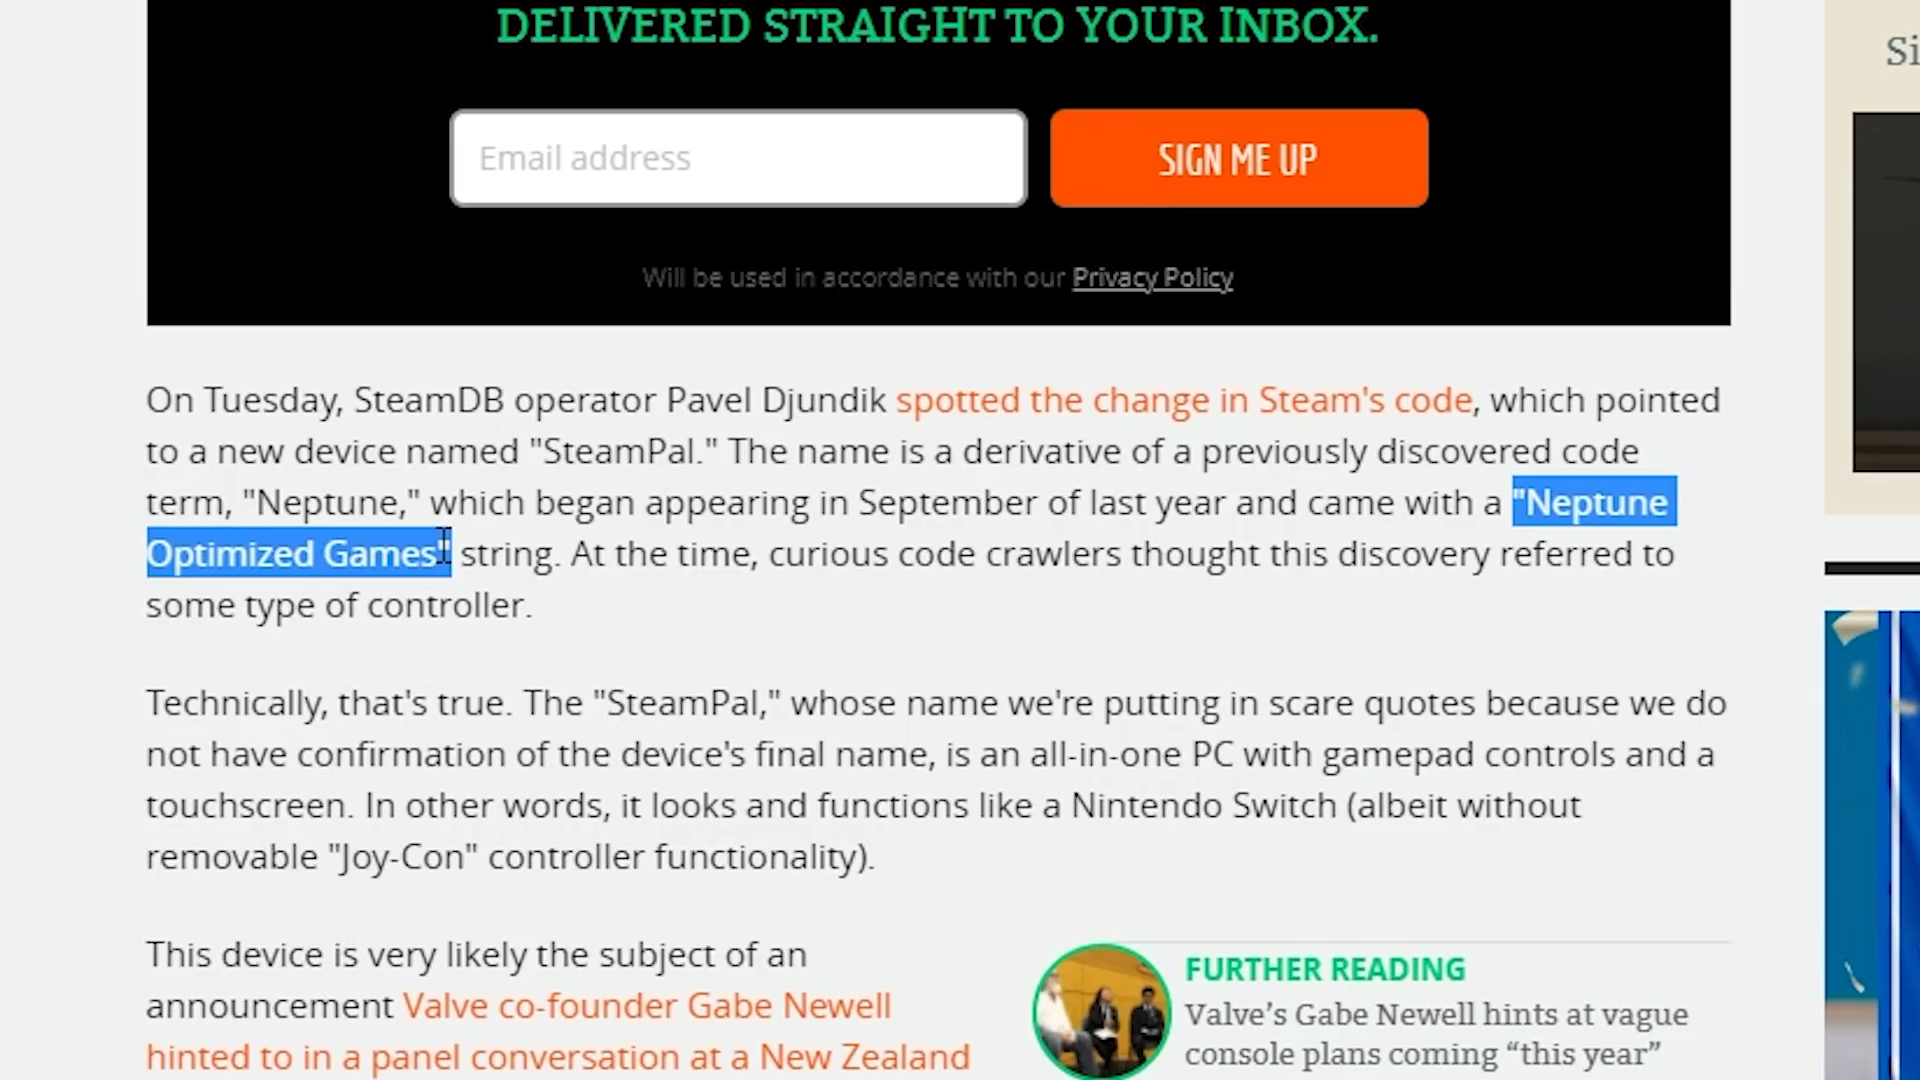 DELIVERED STRAIGHT TO YOUR INBOX.
Email address
SIGN ME UP
Will be used in accordance with our Privacy Policy
On Tuesday, SteamDB operator Pavel Djundik spotted the change in Steam's code, which pointed
to a new device named "SteamPal." The name is a derivative of a previously discovered code
term, "Neptune," which began appearing in September of last year and came with a "Neptune
Optimized Games" string. At the time, curious code crawlers thought this discovery referred to
some type of controller.
Technically, that's true. The "SteamPal," whose name we're putting in scare quotes because we do
not have confirmation of the device's final name, is an all-in-one PC with gamepad controls and a
touchscreen. In other words, it looks and functions like a Nintendo Switch (albeit without
removable "Joy-Con" controller functionality).
This device is very likely the subject of an
announcement Valve co-founder Gabe Newell
hinted to in a panel conversation at a New Zealand
FURTHER READING
Valve’s Gabe Newell hints at vague
console plans coming “this year”
Si